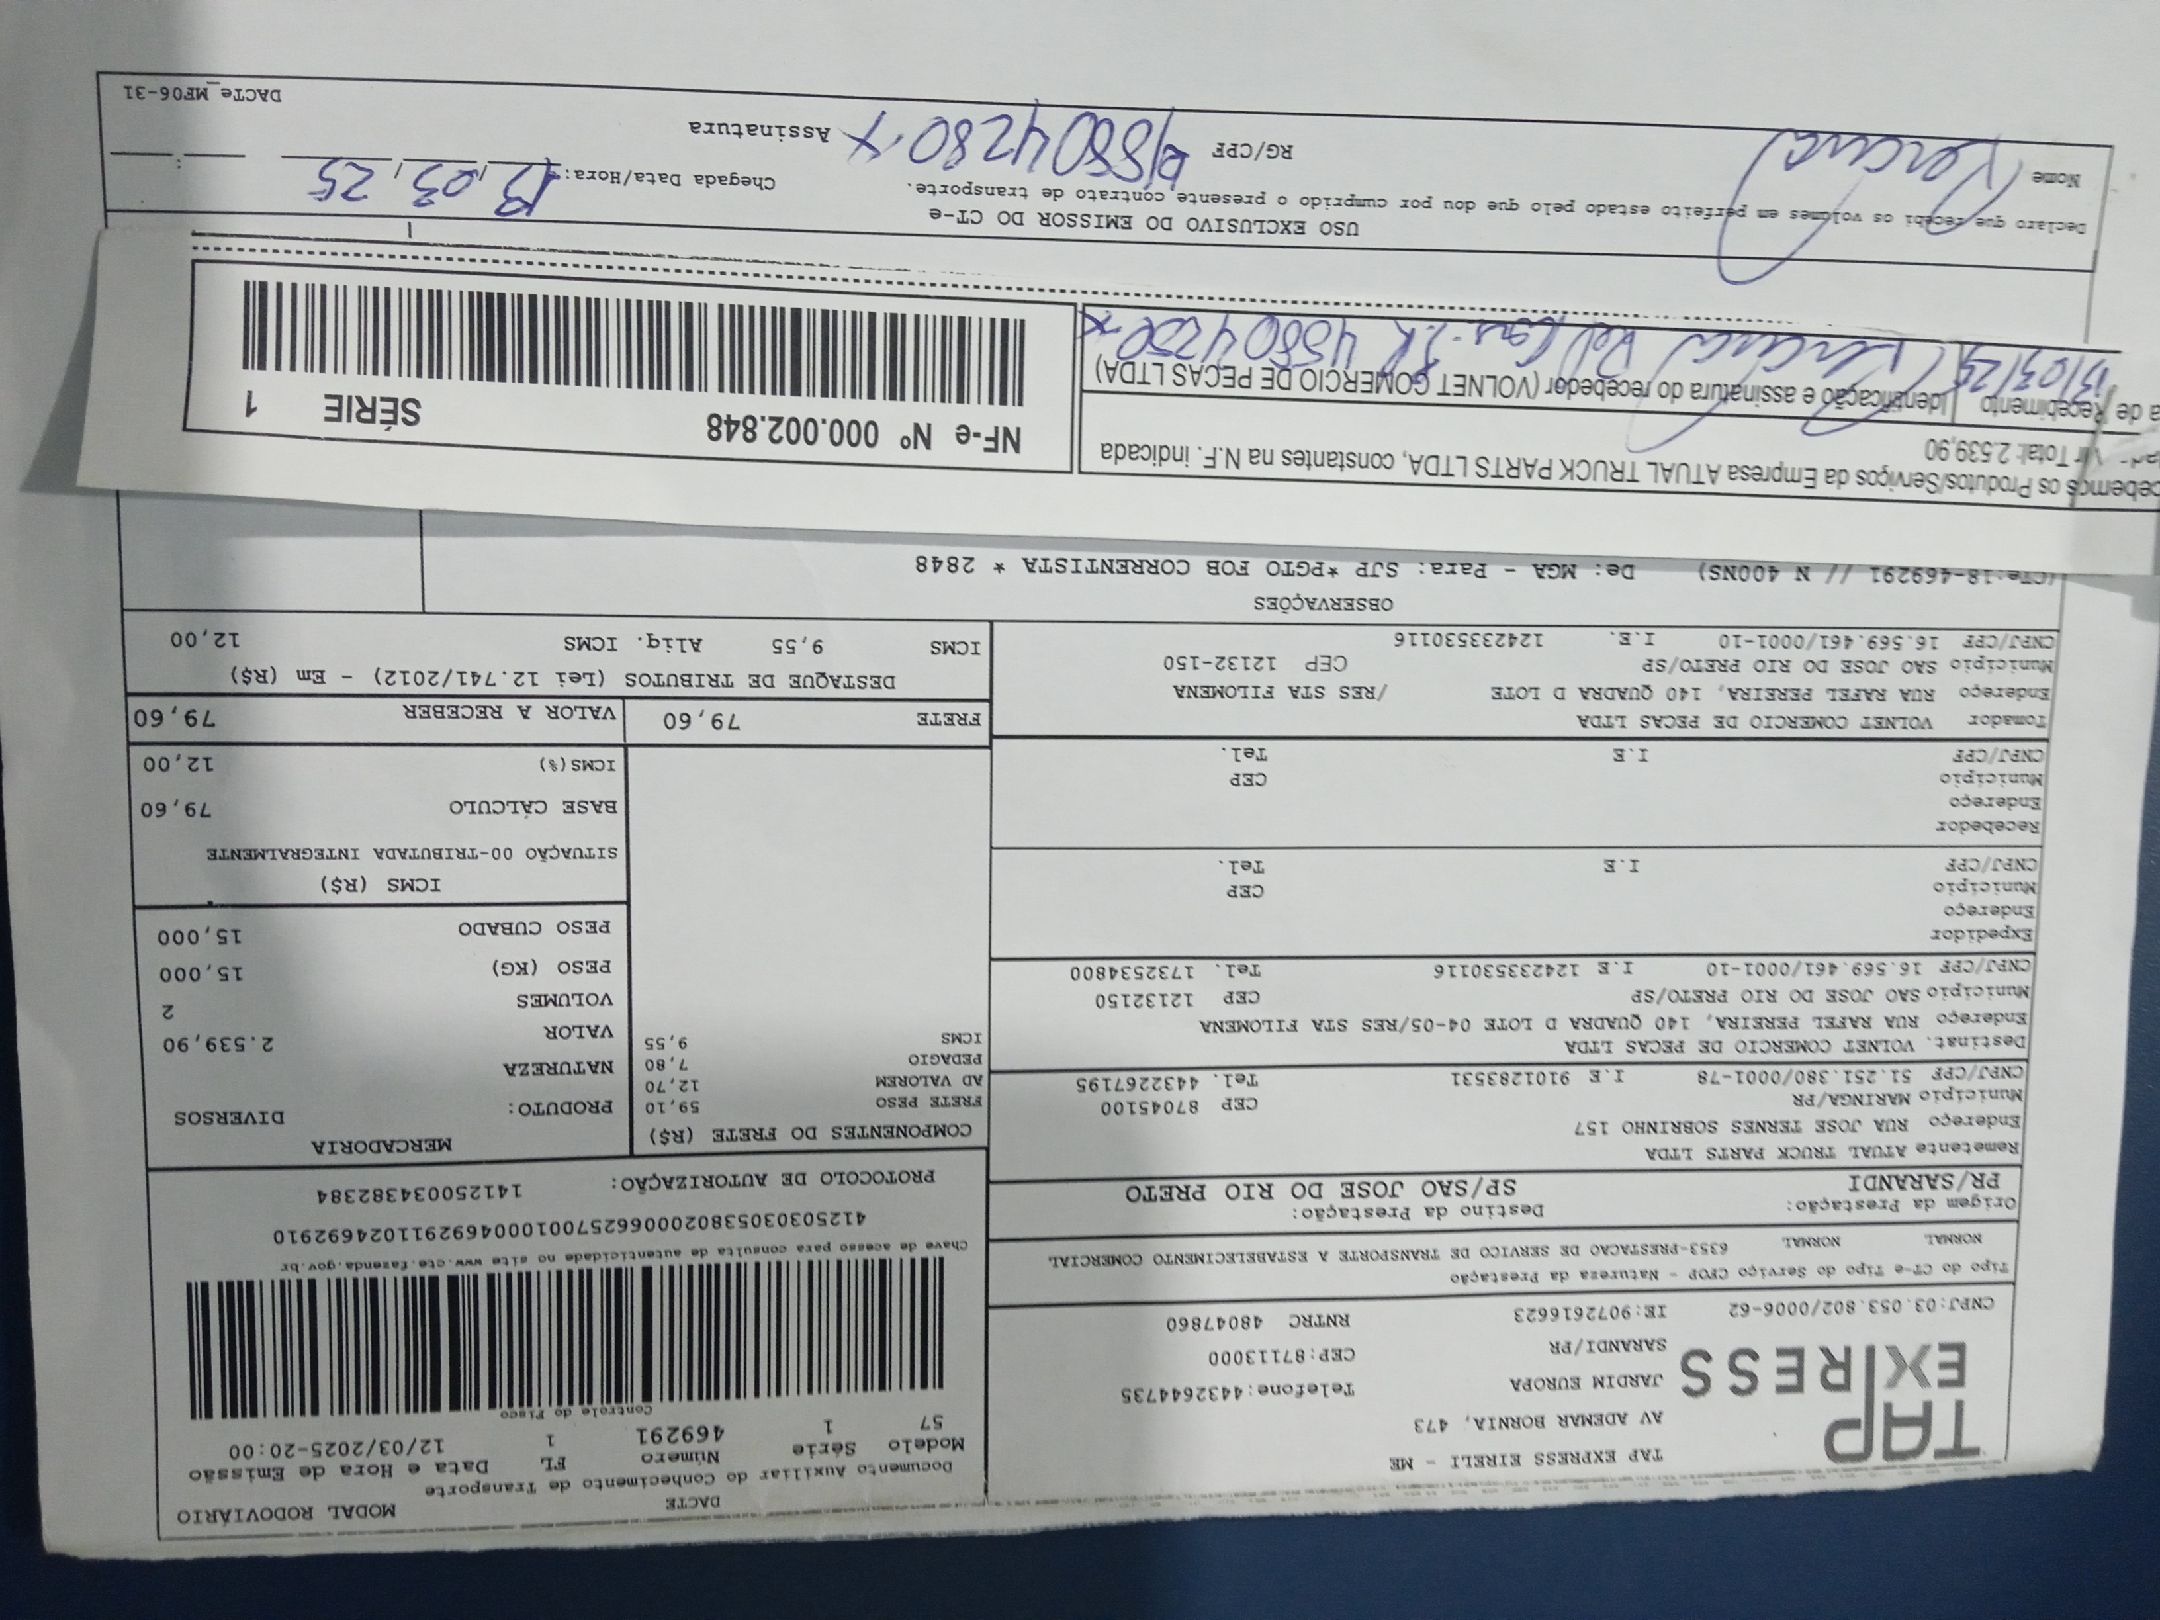 TAP EXPRESS
TAP EXPRESS EIRELI - ME
AV ADEMAR BORNIA, 473
JARDIM EUROPA Telefone:4432644735
SARANDI/PR CEP:87113000
CNPJ:03.053.802/0006-62 IE:9072616623 RNTRC 48047860
DACTE MODAL RODOVIÁRIO
Documento Auxiliar do Conhecimento de Transporte
Modelo Série Número FL Data e Hora de Emissão
57 1 469291 1 12/03/2025-20:00
Controle do Fisco
Chave de acesso para consulta de autenticidade no site www.cte.fazenda.gov.br
41250303053802000662570010004692911024692910
PROTOCOLO DE AUTORIZAÇÃO: 141250034382384
Tipo do CT-e Tipo do Serviço CFOP - Natureza da Prestação
NORMAL NORMAL 6353-PRESTACAO DE SERVICO DE TRANSPORTE A ESTABELECIMENTO COMERCIAL
Origem da Prestação: Destino da Prestação:
PR/SARANDI SP/SAO JOSE DO RIO PRETO
Remetente ATUAL TRUCK PARTS LTDA
Endereço RUA JOSE TERNES SOBRINHO 157
Município MARINGA/PR CEP 87045100
CNPJ/CPF 51.251.380/0001-78 I.E 9101283531 Tel. 4432267195
Destinat. VOLNET COMERCIO DE PECAS LTDA
Endereço RUA RAFEL PEREIRA, 140 QUADRA D LOTE 04-05/RES STA FILOMENA
Município SAO JOSE DO RIO PRETO/SP CEP 12132150
CNPJ/CPF 16.569.461/0001-10 I.E 124233530116 Tel. 1732534800
Expedidor
Endereço
Município CEP
CNPJ/CPF I.E Tel.
Recebedor
Endereço
Município CEP
CNPJ/CPF I.E Tel.
Tomador VOLNET COMERCIO DE PECAS LTDA
Endereço RUA RAFEL PEREIRA, 140 QUADRA D LOTE /RES STA FILOMENA
Município SAO JOSE DO RIO PRETO/SP CEP 12132-150
CNPJ/CPF 16.569.461/0001-10 I.E. 124233530116
COMPONENTES DO FRETE (R$)
FRETE PESO 59,10
AD VALOREM 12,70
PEDAGIO 7,80
ICMS 9,55
MERCADORIA
PRODUTO: DIVERSOS
NATUREZA
VALOR 2.539,90
VOLUMES 2
PESO (KG) 15,000
PESO CUBADO 15,000
ICMS (R$)
SITUAÇÃO 00-TRIBUTADA INTEGRALMENTE
BASE CÁLCULO 79,60
ICMS(%) 12,00
FRETE 79,60 VALOR A RECEBER 79,60
DESTAQUE DE TRIBUTOS (Lei 12.741/2012) - Em (R$)
ICMS 9,55 Aliq. ICMS 12,00
OBSERVAÇÕES
(CTe:18-469291 // N 400NS) De: MGA - Para: SJP *PGTO FOB CORRENTISTA * 2848
cebemos os Produtos/Serviços da Empresa ATUAL TRUCK PARTS LTDA, constantes na N.F. indicada
Vlr Total: 2.539,90
a de Recebimento Identificação e assinatura do recebedor (VOLNET COMERCIO DE PECAS LTDA)
13/03/25
NF-e Nº 000.002.848 SÉRIE 1
USO EXCLUSIVO DO EMISSOR DO CT-e
Declaro que recebi os volumes em perfeito estado pelo que dou por cumprido o presente contrato de transporte.
Chegada Data/Hora: 13/03/25 :
Nome RG/CPF 45804280 X Assinatura
DACTe_MF06-31